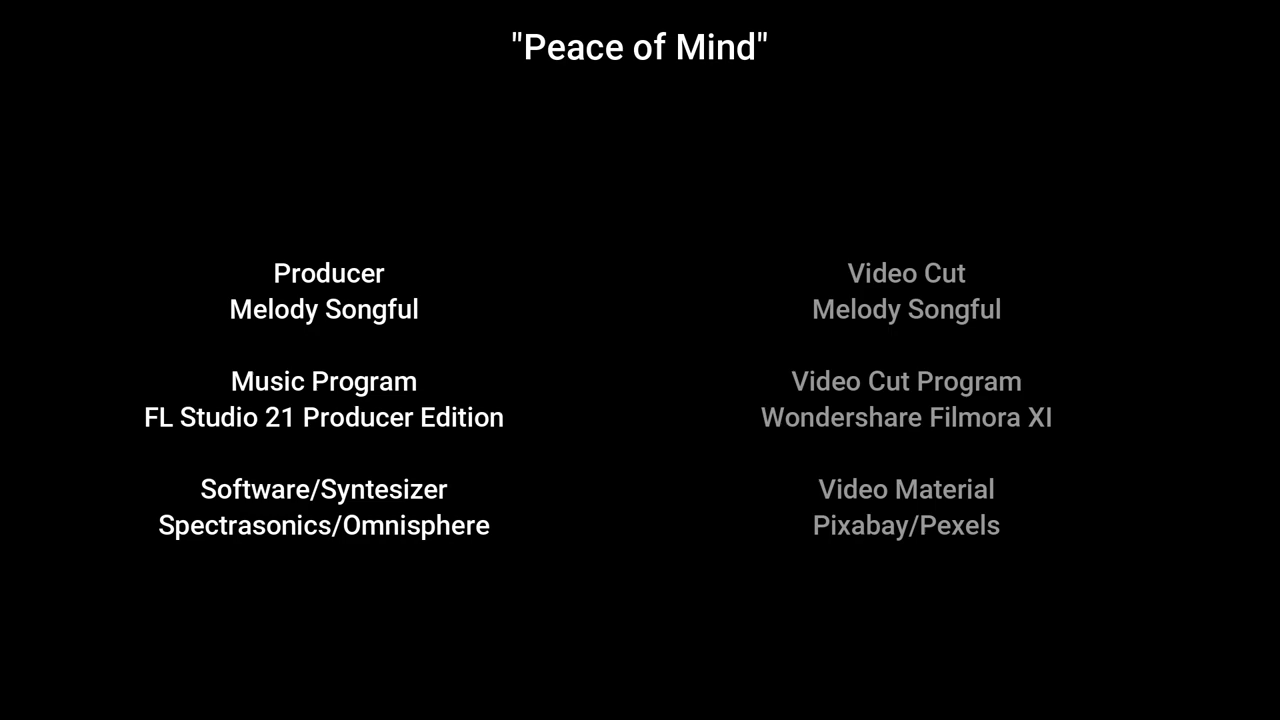 "Peace of Mind"
Producer
Melody Songful
Music Program
FL Studio 21 Producer Edition
Software/Syntesizer
Spectrasonics/Omnisphere
Video Cut
Melody Songful
Video Cut Program
Wondershare Filmora XI
Video Material
Pixabay/Pexels